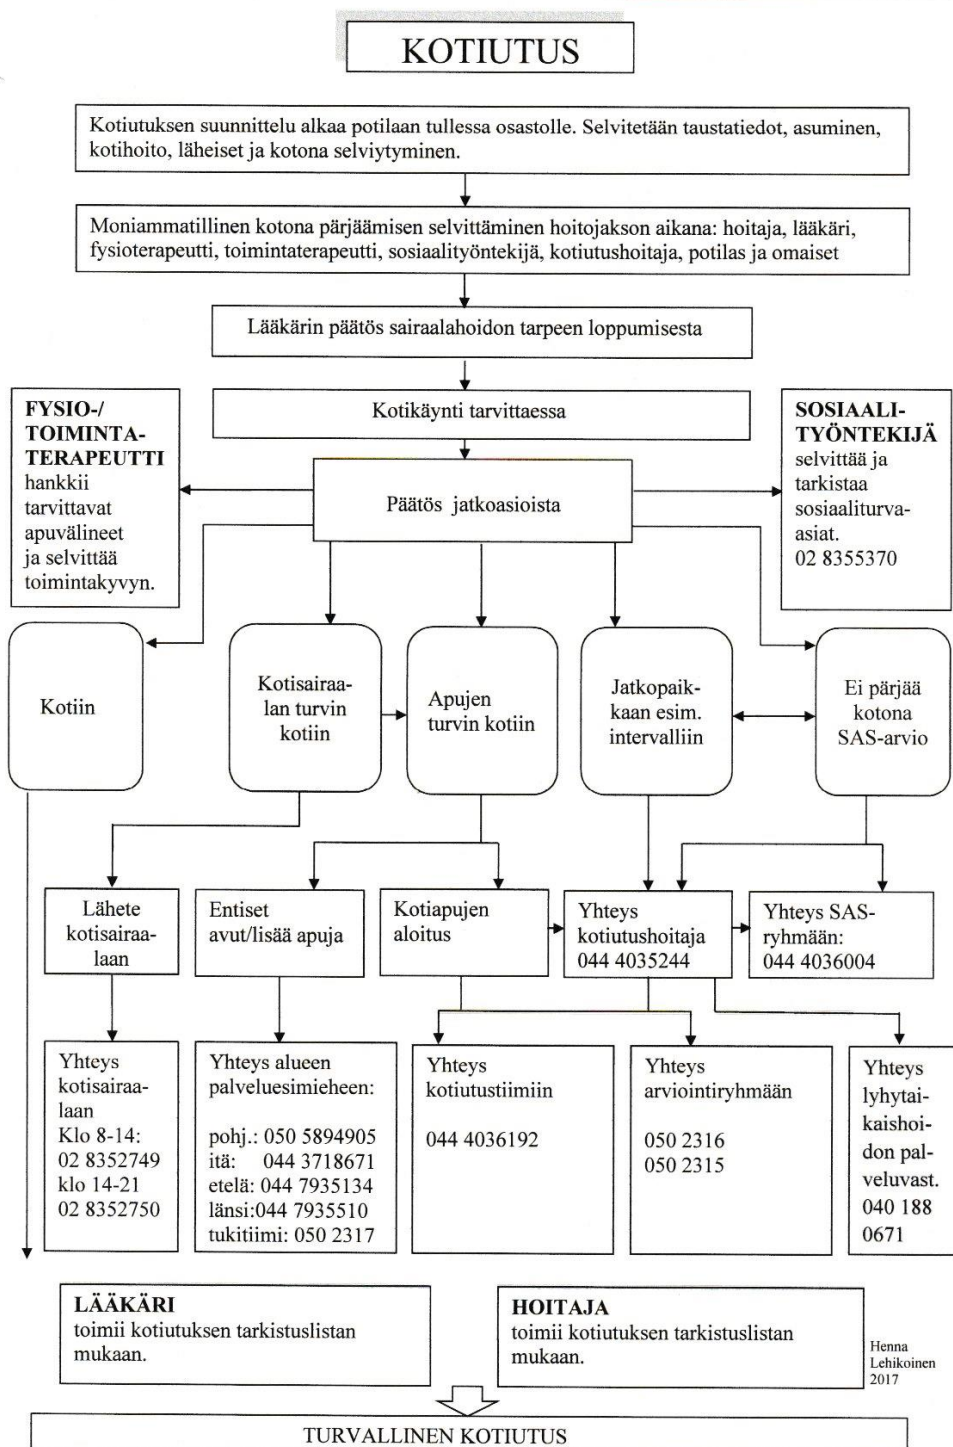 KOTIUTUS
Kotiutuksen suunnittelu alkaa potilaan tullessa osastolle. Selvitetään taustatiedot, asuminen,
kotihoito, läheiset ja kotona selviytyminen.
Moniammatillinen kotona pärjäämisen selvittäminen hoitojakson aikana: hoitaja, lääkäri,
fysioterapeutti, toimintaterapeutti, sosiaalityöntekijä, kotiutushoitaja, potilas ja omaiset
Lääkärin päätös sairaalahoidon tarpeen loppumisesta
Kotikäynti tarvittaessa
FYSIO-/
TOIMINTA-
TERAPEUTTI
hankkii
tarvittavat
apuvälineet
ja selvittää
toimintakyvyn.
Päätös jatkoasioista
SOSIAALI-
TYÖNTEKIJÄ
selvittää ja
tarkistaa
sosiaaliturva-
asiat.
02 8355370
Kotiin
Kotisairaa-
lan turvin
kotiin
Apujen
turvin kotiin
Jatkopaik-
kaan esim.
intervalliin
Ei pärjää
kotona
SAS-arvio
Lähete
kotisairaa-
laan
Entiset
avut/lisää apuja
Kotiapujen
aloitus
Yhteys
kotiutushoitaja
044 4035244
Yhteys SAS-
ryhmään:
044 4036004
Yhteys
kotisairaa-
laan
Klo 8-14:
02 8352749
klo 14-21
02 8352750
Yhteys alueen
palveluesimieheen:
pohj.: 050 5894905
itä: 044 3718671
etelä: 044 7935134
länsi:044 7935510
tukitiimi: 050 2317
Yhteys
kotiutustiimiin
044 4036192
Yhteys
arviointiryhmään
050 2316
050 2315
Yhteys
lyhytai-
kaishoi-
don pal-
veluvast.
040 188
0671
LÄÄKÄRI
toimii kotiutuksen tarkistuslistan
mukaan.
HOITAJA
toimii kotiutuksen tarkistuslistan
mukaan.
Henna
Lehikoinen
2017
TURVALLINEN KOTIUTUS